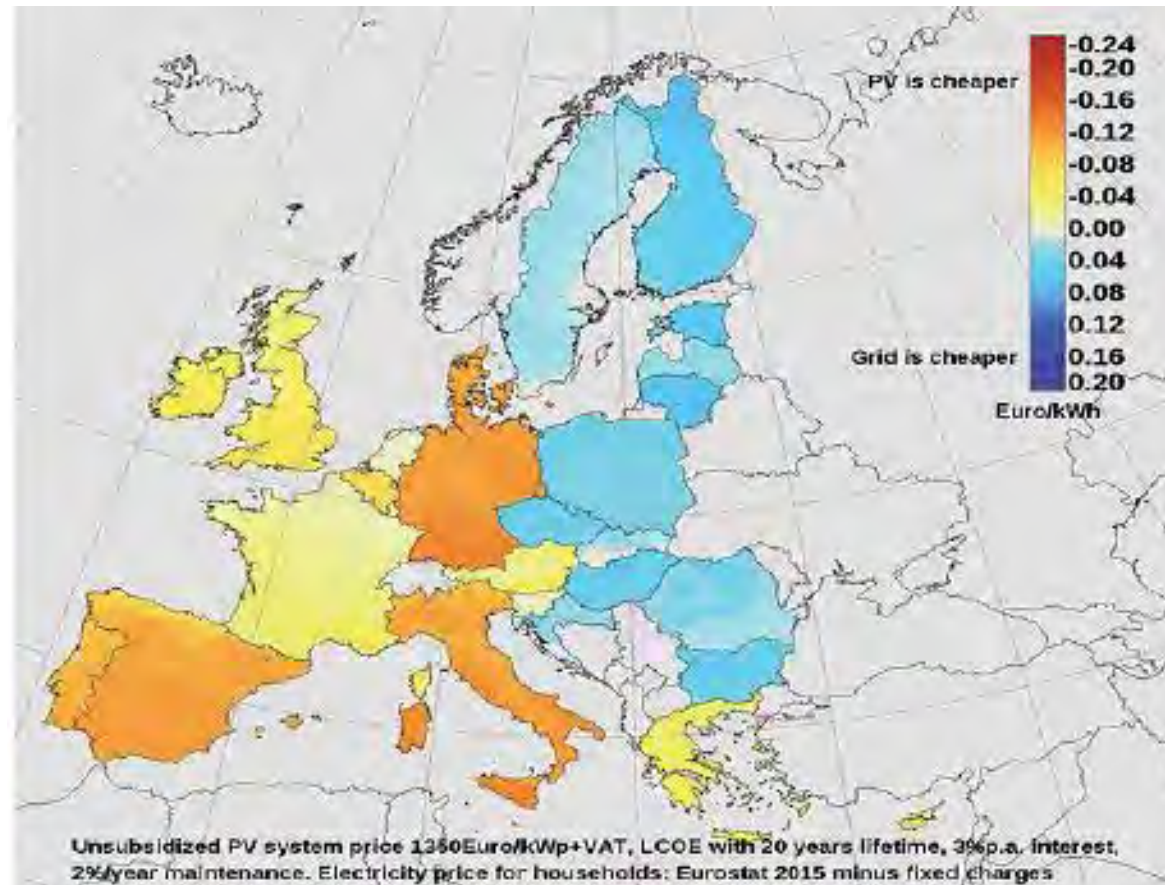 -0.24
-0.20
PV is cheaper
-0.16
-0.12
-0.08
-0.04
0.00
0.04
0.08
0.12
Grid is cheaper
0.16
0.20
Euro/kWh
Unsubsidized PV system price 1350Euro/kWp+VAT, LCOE with 20 years lifetime, 3%p.a. interest,
2%/year maintenance. Electricity price for households: Eurostat 2015 minus fixed charges